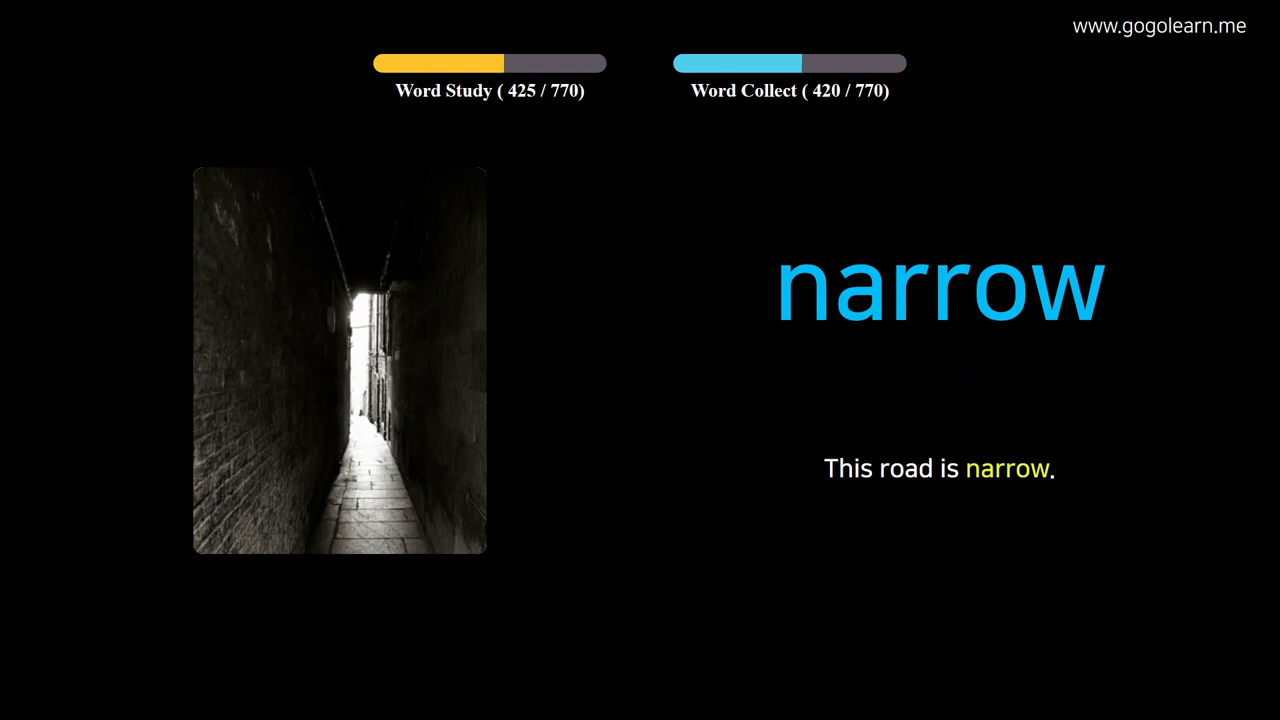 www.gogolearn.me
Word Study ( 425 / 770)
Word Collect ( 420 / 770)
narrow
This road is narrow.